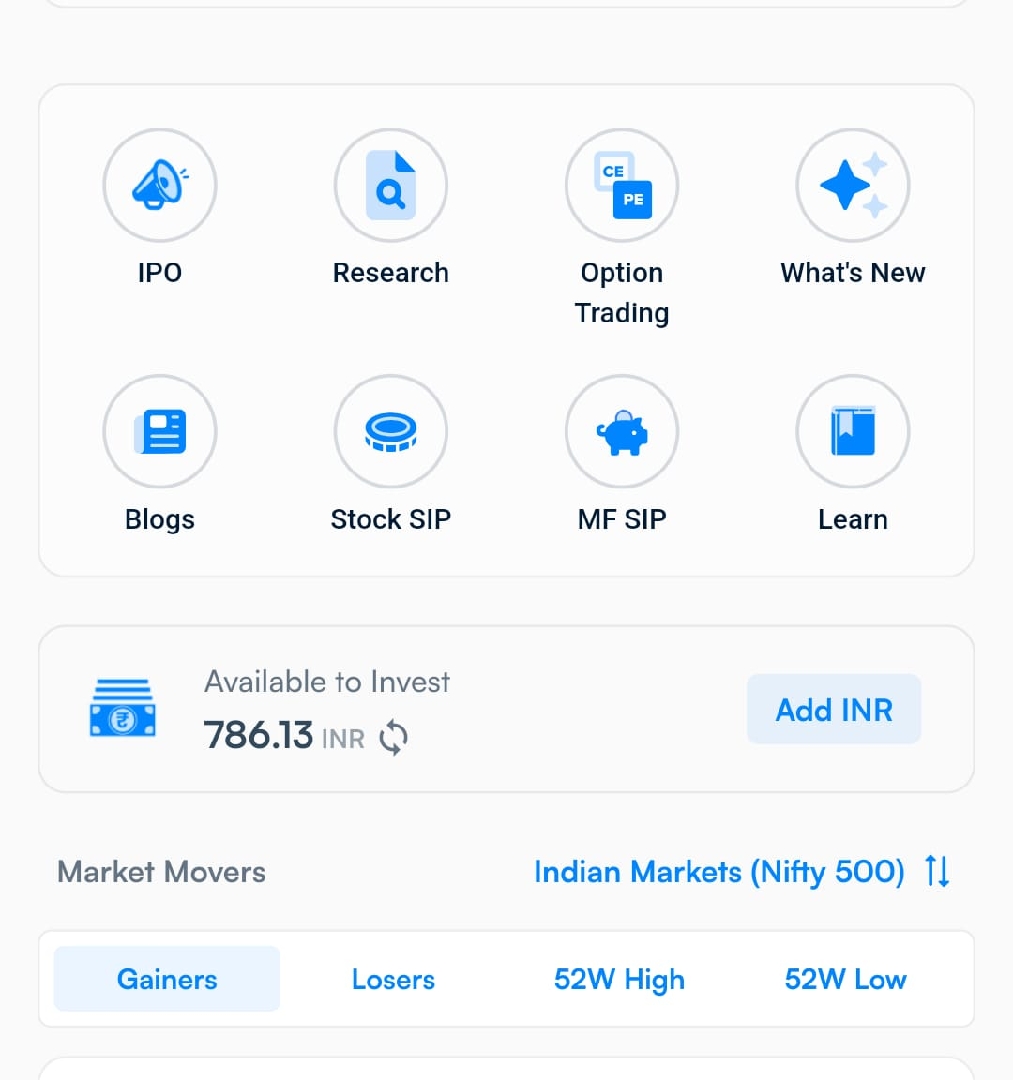 CE
PE
IPO
Research
Option
Trading
What's New
Blogs
Stock SIP
MF SIP
Learn
Available to Invest
786.13 INR
Add INR
Market Movers
Indian Markets (Nifty 500)
Gainers
Losers
52W High
52W Low